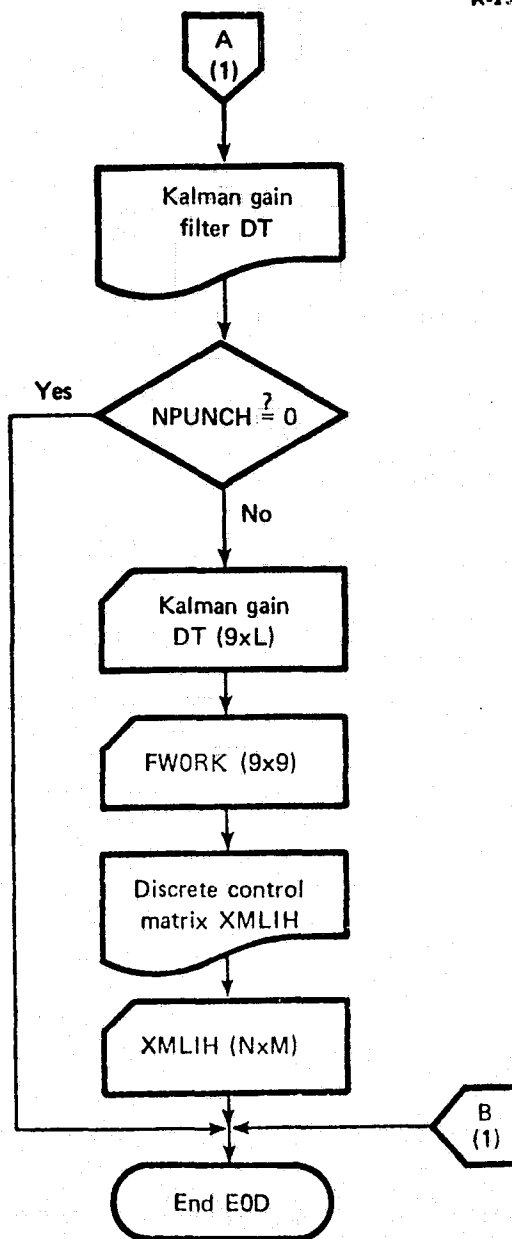 A
(1)
Kalman gain
filter DT
Yes
NPUNCH ?= 0
No
Kalman gain
DT (9xL)
FWORK (9x9)
Discrete control
matrix XMLIH
XMLIH (NxM)
B
(1)
End EOD